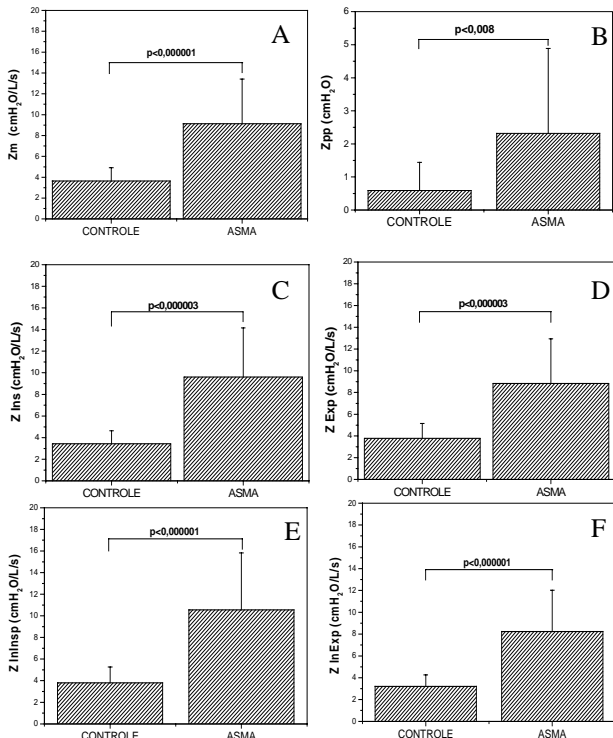 A
Zm (cmH₂O/L/s)
20
18
16
14
12
10
8
6
4
2
0
p<0,000001
CONTROLE
ASMA
B
Zpp (cmH₂O)
6
5
4
3
2
1
0
p<0,008
CONTROLE
ASMA
C
Z Ins (cmH₂O/L/s)
20
18
16
14
12
10
8
6
4
2
0
p<0,000003
CONTROLE
ASMA
D
Z Exp (cmH₂O/L/s)
20
18
16
14
12
10
8
6
4
2
0
p<0,000003
CONTROLE
ASMA
E
Z InInsp (cmH₂O/L/s)
20
18
16
14
12
10
8
6
4
2
0
p<0,000001
CONTROLE
ASMA
F
Z InExp (cmH₂O/L/s)
20
18
16
14
12
10
8
6
4
2
0
p<0,000001
CONTROLE
ASMA